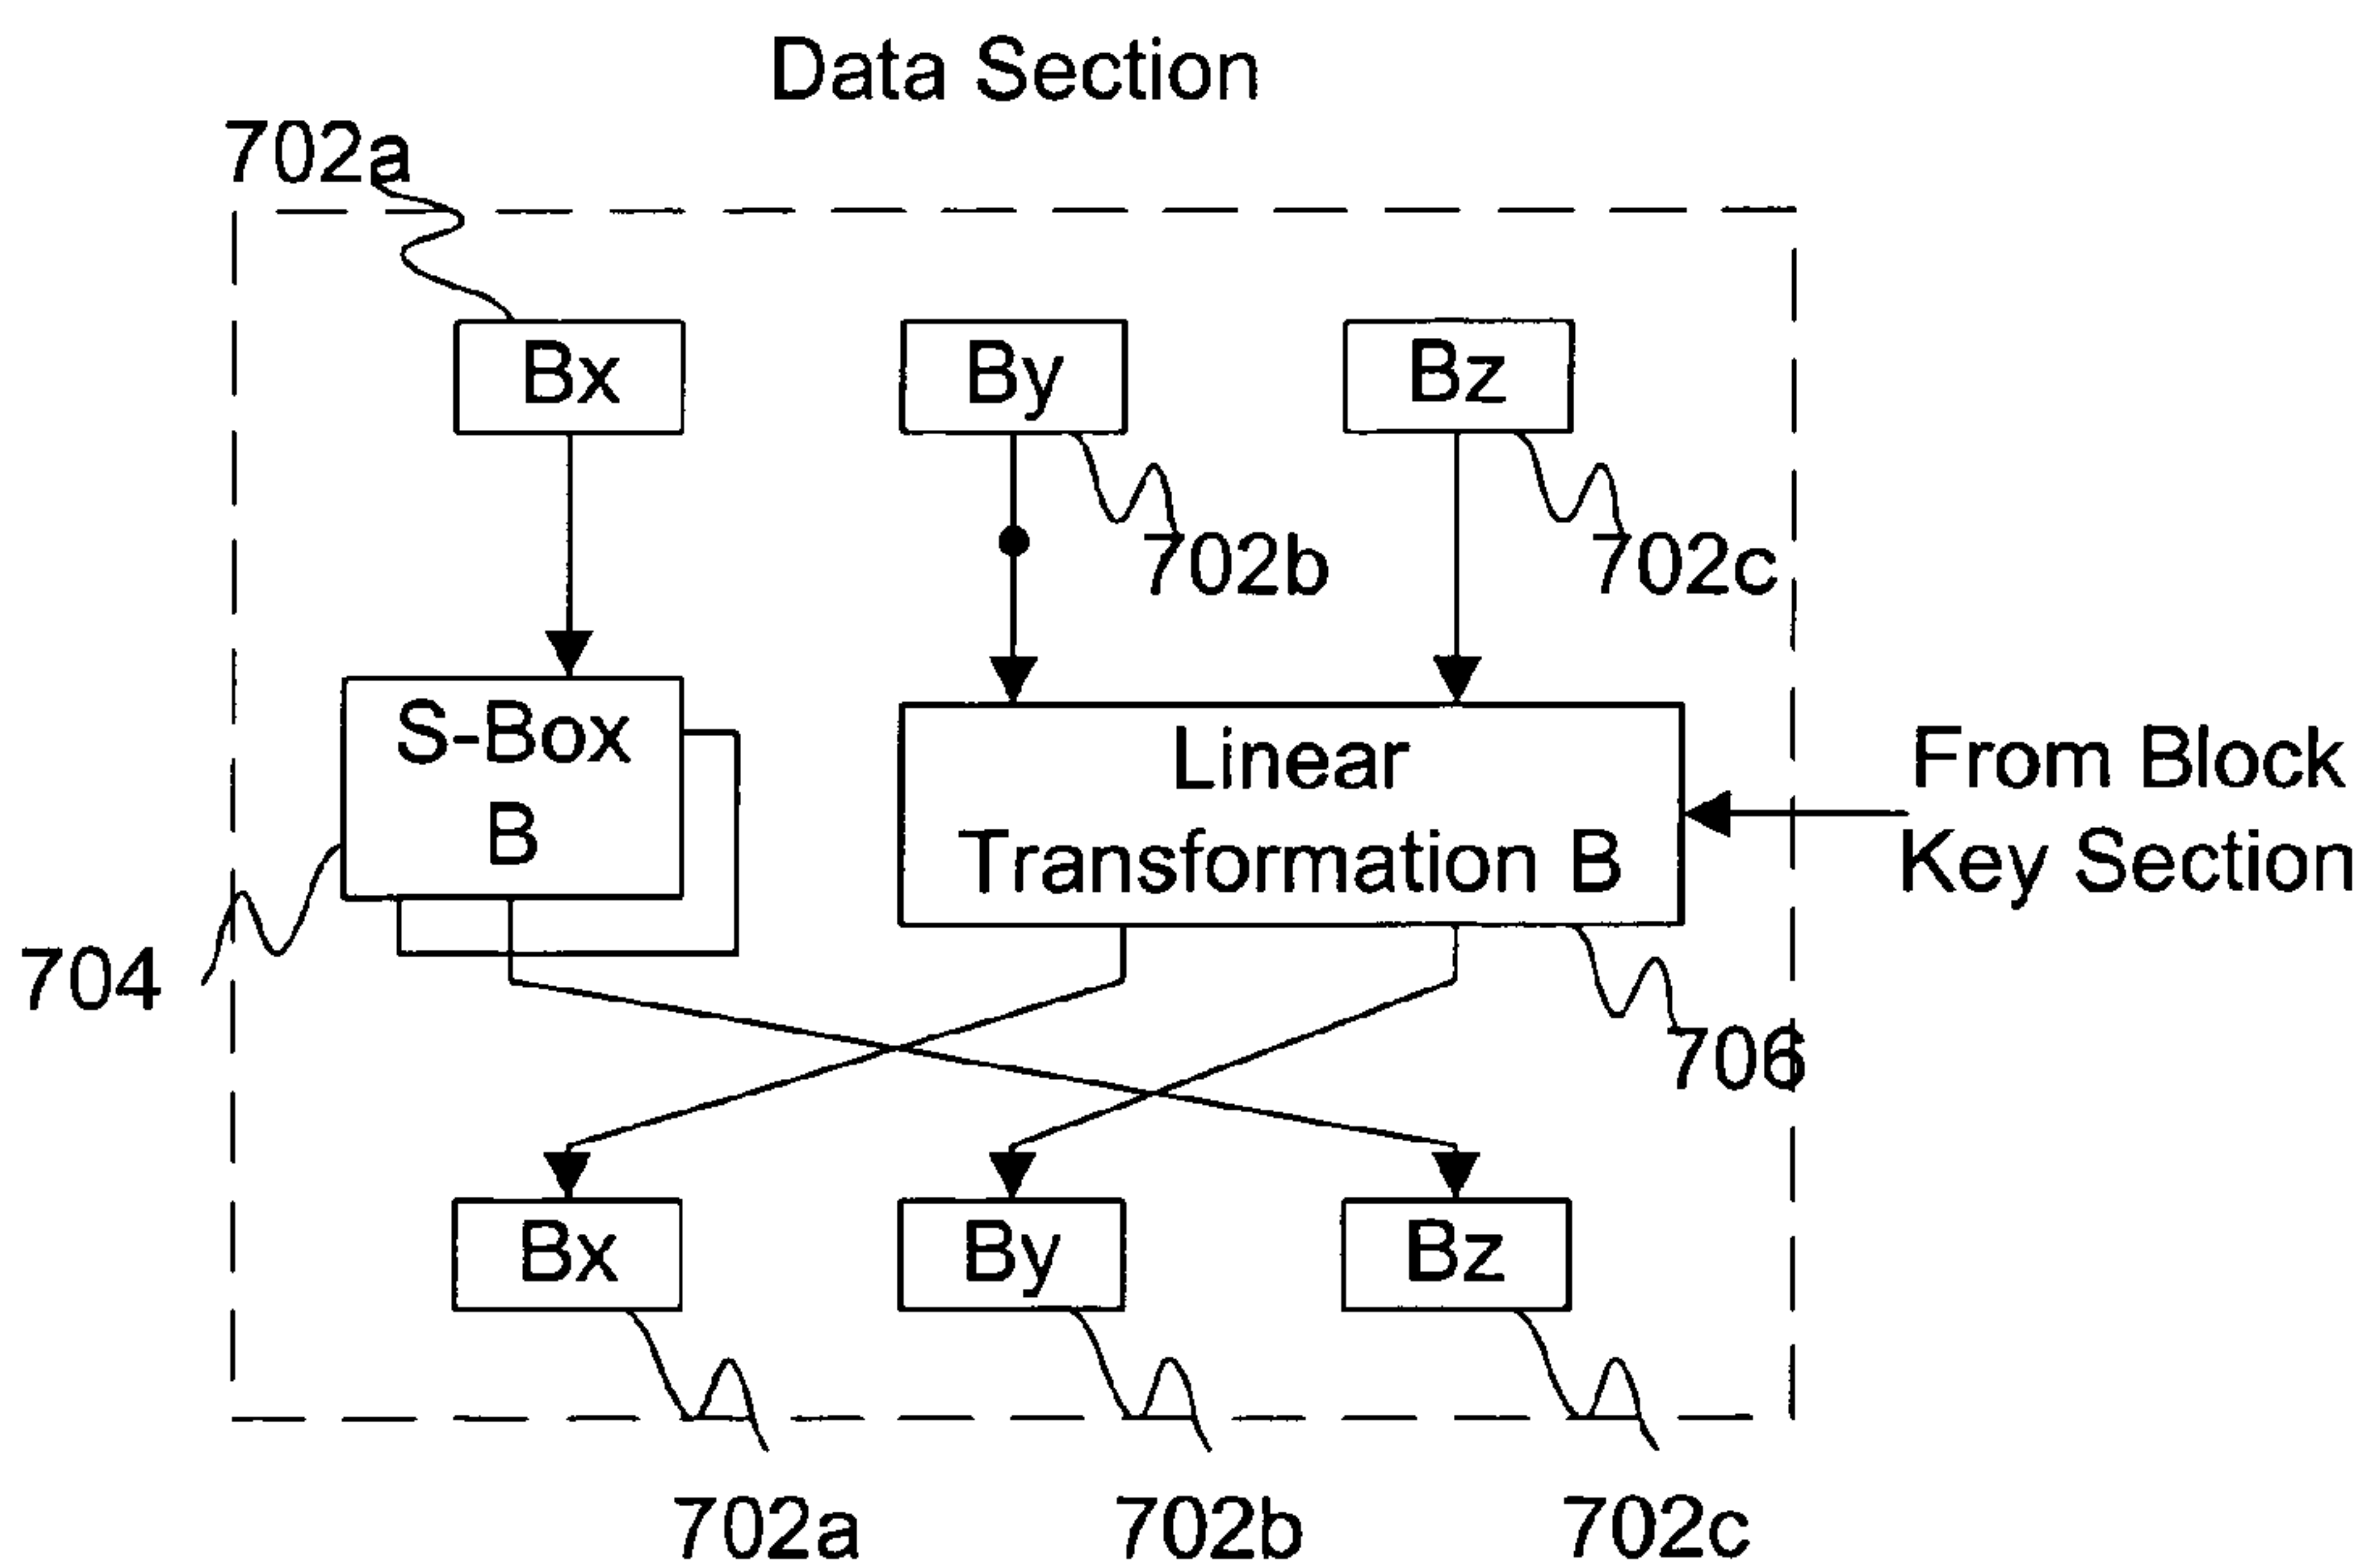 Data Section
702a
Bx
By
Bz
702b
702c
S-Box
B
Linear
Transformation B
From Block
Key Section
704
706
Bx
By
Bz
702a
702b
702c